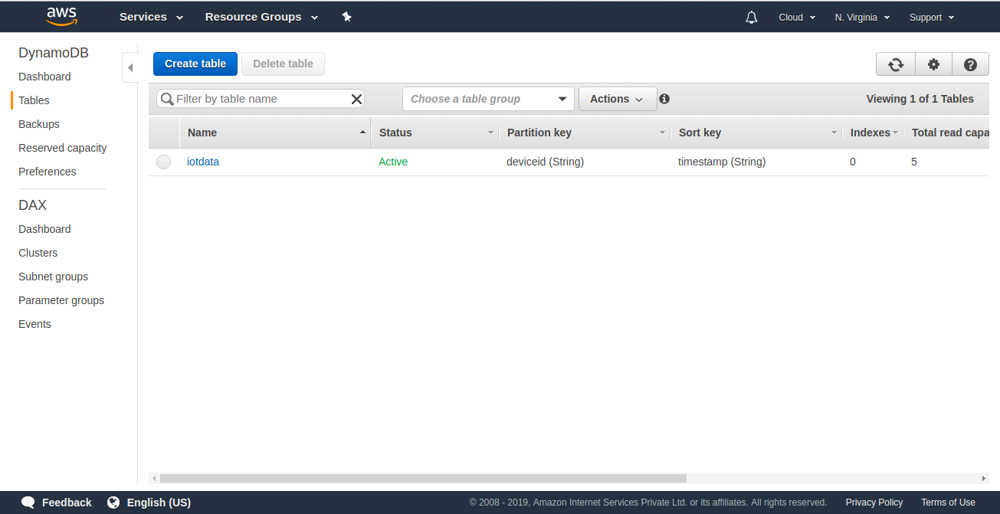 aws Services Resource Groups Cloud N. Virginia Support
DynamoDB
Dashboard
Tables
Backups
Reserved capacity
Preferences
DAX
Dashboard
Clusters
Subnet groups
Parameter groups
Events
Create table Delete table
Filter by table name Choose a table group Actions Viewing 1 of 1 Tables
Name Status Partition key Sort key Indexes Total read capa
iotdata Active deviceid (String) timestamp (String) 0 5
Feedback English (US) © 2008 - 2019, Amazon Internet Services Private Ltd. or its affiliates. All rights reserved. Privacy Policy Terms of Use